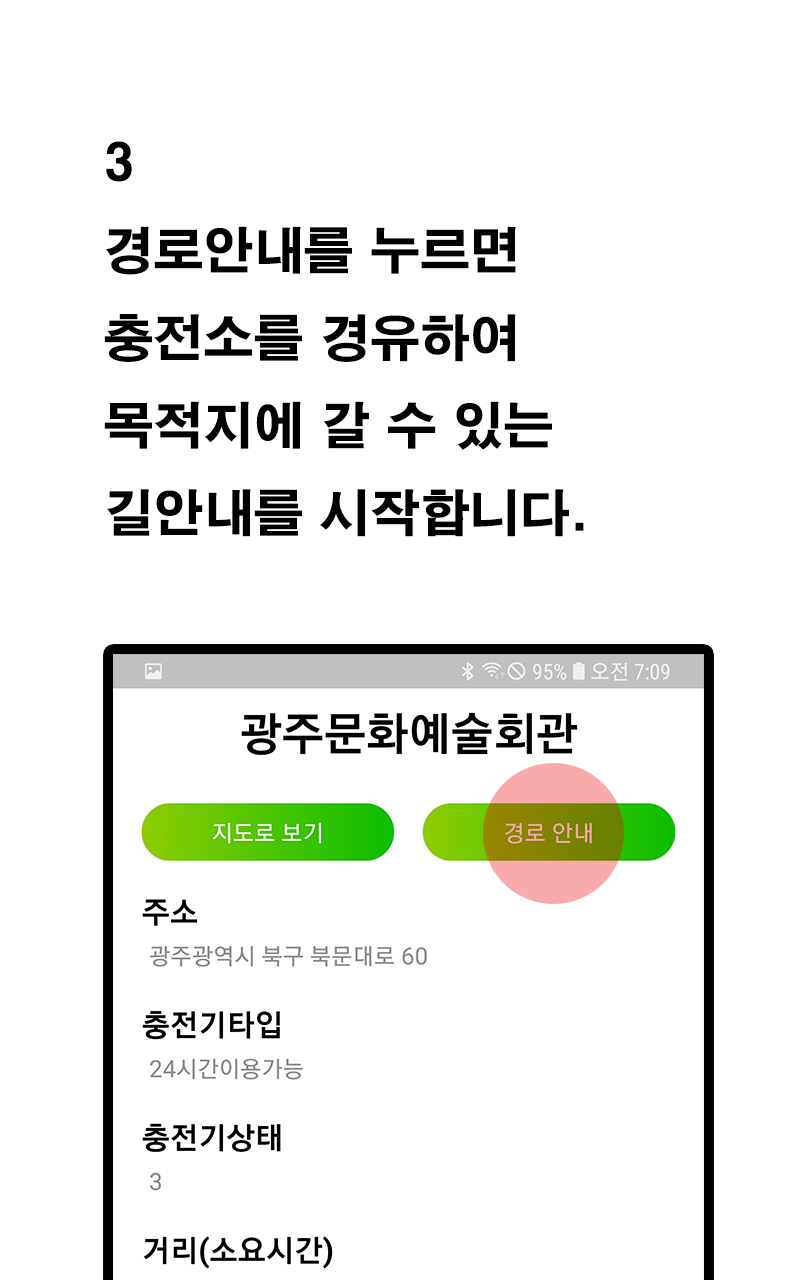 3
경로안내를 누르면
충전소를 경유하여
목적지에 갈 수 있는
길안내를 시작합니다.
95% 오전 7:09
광주문화예술회관
지도로 보기 경로 안내
주소
광주광역시 북구 북문대로 60
충전기타입
24시간이용가능
충전기상태
3
거리(소요시간)